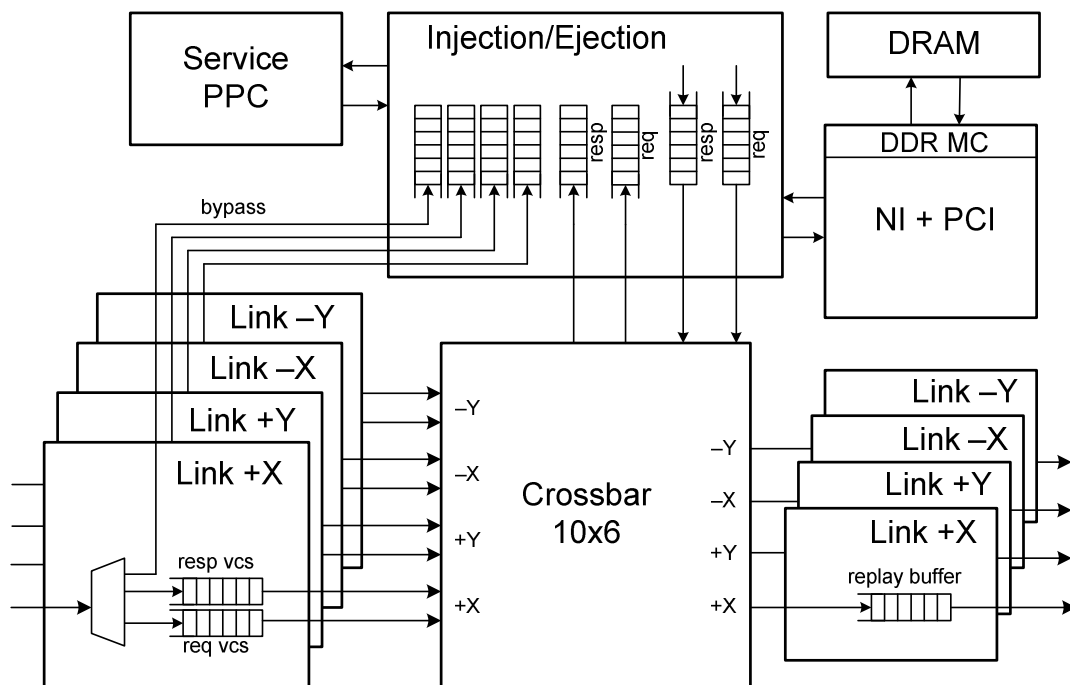 Injection/Ejection
Service
PPC
DRAM
DDR MC
NI + PCI
resp
req
resp
req
bypass
Link –Y
Link –X
Link +Y
Link +X
resp vcs
req vcs
–Y
–X
+Y
+X
Crossbar
10x6
–Y
–X
+Y
+X
Link –Y
Link –X
Link +Y
Link +X
replay buffer